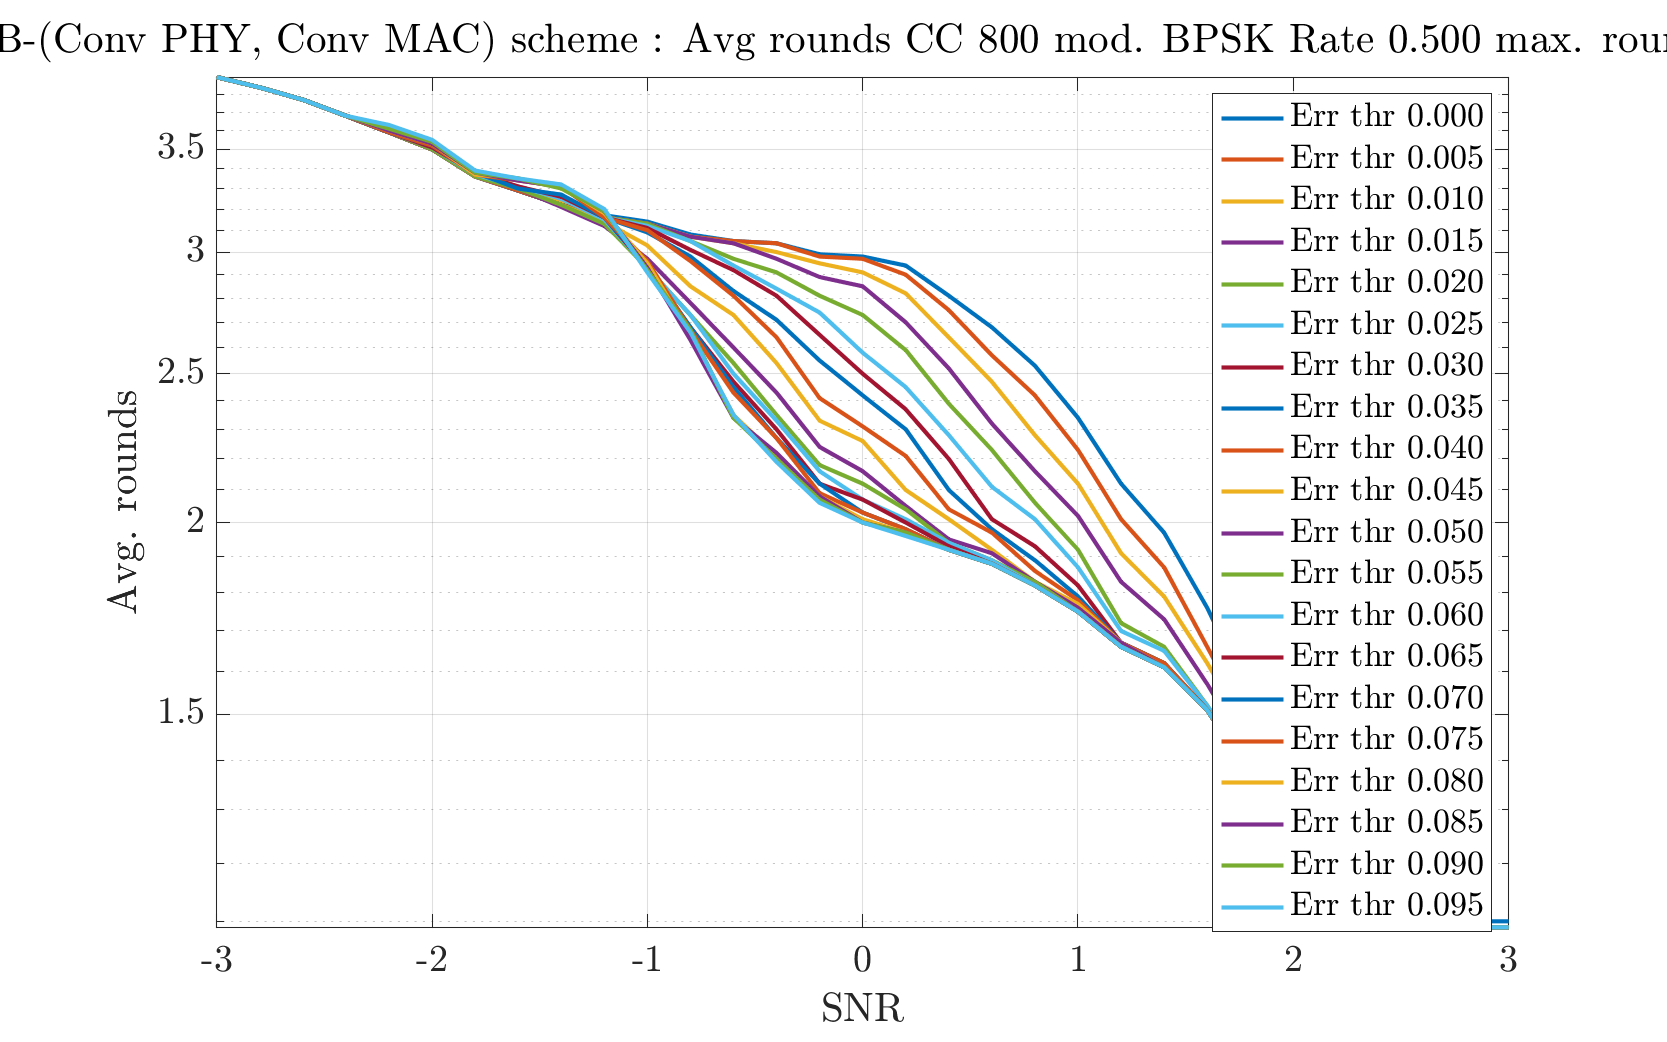 B-(Conv PHY, Conv MAC) scheme : Avg rounds CC 800 mod. BPSK Rate 0.500 max.
3.5
3
2.5
2
1.5
Avg. rounds
-3 -2 -1 0 1 2 3
SNR
Err thr 0.000
Err thr 0.005
Err thr 0.010
Err thr 0.015
Err thr 0.020
Err thr 0.025
Err thr 0.030
Err thr 0.035
Err thr 0.040
Err thr 0.045
Err thr 0.050
Err thr 0.055
Err thr 0.060
Err thr 0.065
Err thr 0.070
Err thr 0.075
Err thr 0.080
Err thr 0.085
Err thr 0.090
Err thr 0.095